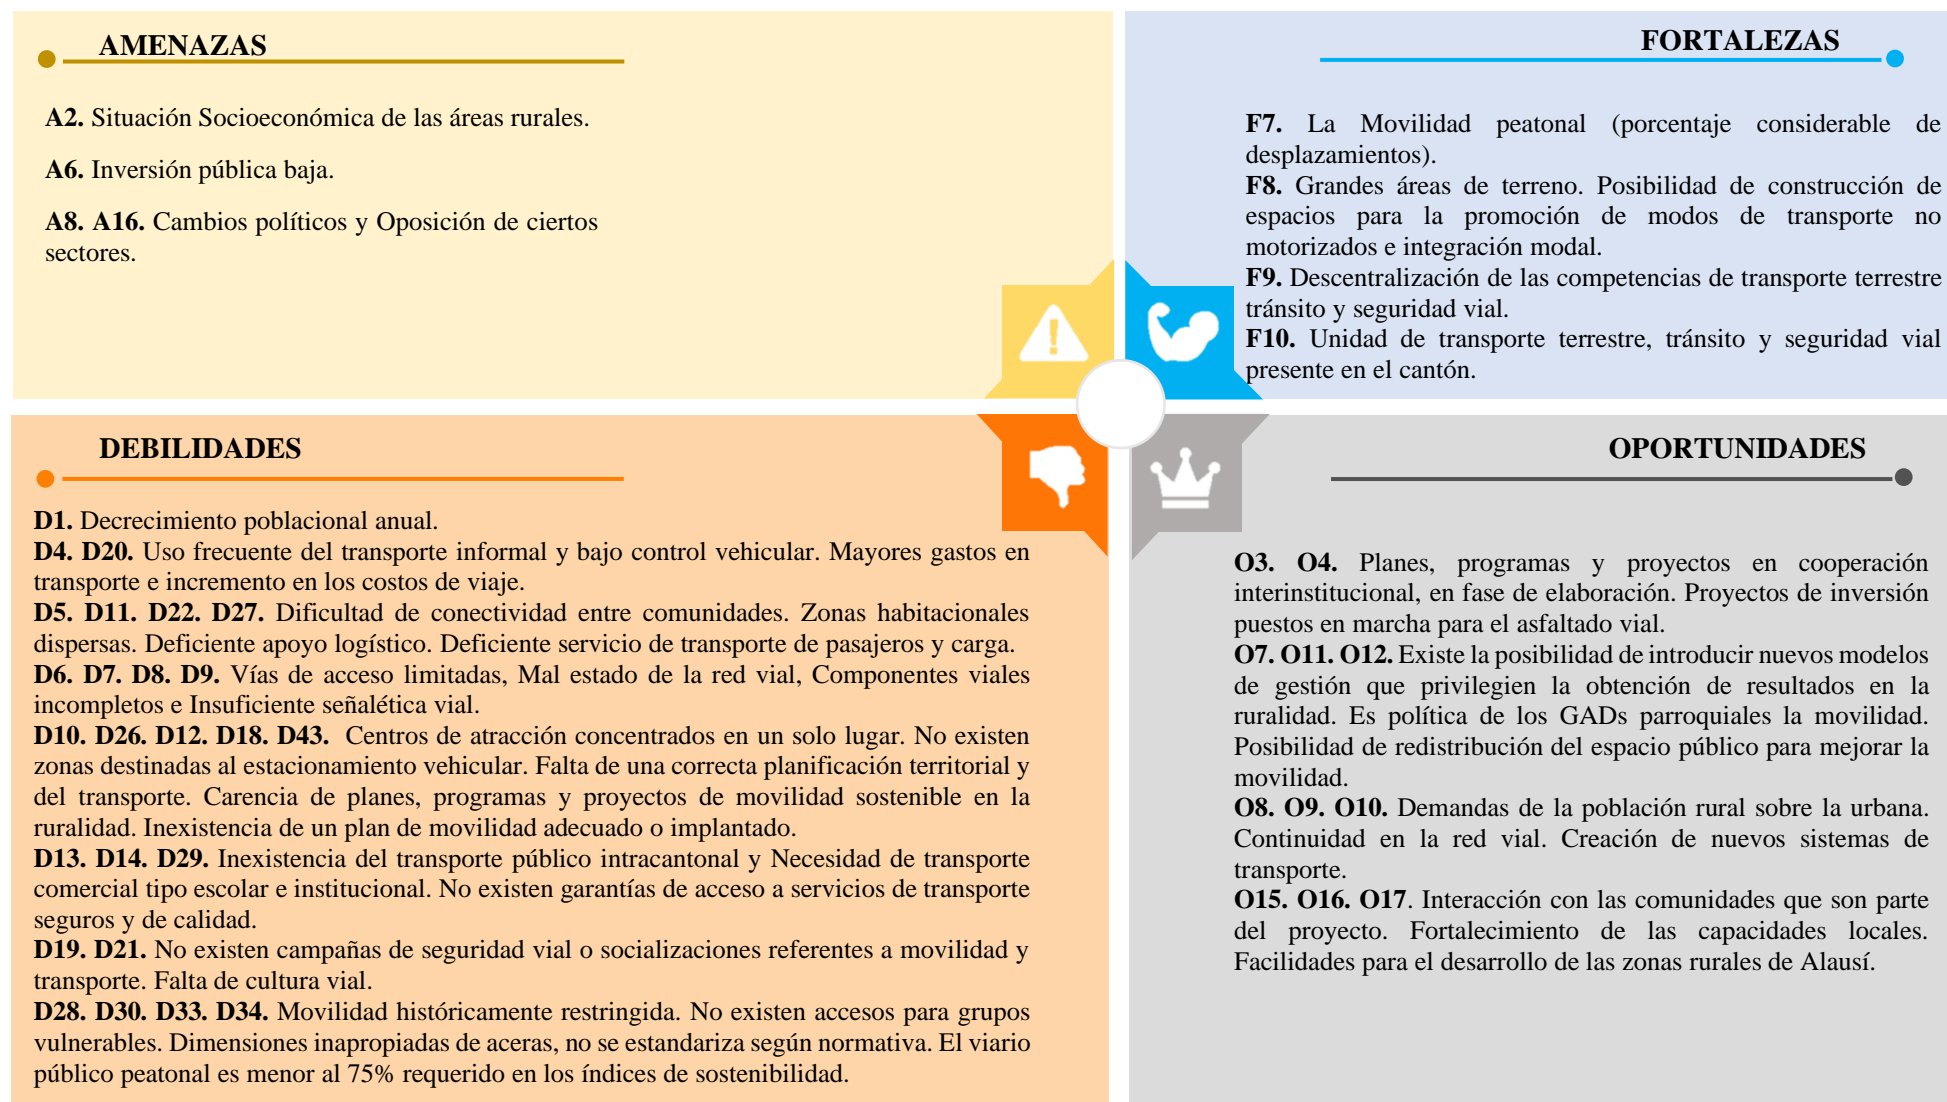 AMENAZAS
A2. Situación Socioeconómica de las áreas rurales.
A6. Inversión pública baja.
A8. A16. Cambios políticos y Oposición de ciertos
sectores.
FORTALEZAS
F7. La Movilidad peatonal (porcentaje considerable de
desplazamientos).
F8. Grandes áreas de terreno. Posibilidad de construcción de
espacios para la promoción de modos de transporte no
motorizados e integración modal.
F9. Descentralización de las competencias de transporte terrestre
tránsito y seguridad vial.
F10. Unidad de transporte terrestre, tránsito y seguridad vial
presente en el cantón.
DEBILIDADES
D1. Decrecimiento poblacional anual.
D4. D20. Uso frecuente del transporte informal y bajo control vehicular. Mayores gastos en
transporte e incremento en los costos de viaje.
D5. D11. D22. D27. Dificultad de conectividad entre comunidades. Zonas habitacionales
dispersas. Deficiente apoyo logístico. Deficiente servicio de transporte de pasajeros y carga.
D6. D7. D8. D9. Vías de acceso limitadas, Mal estado de la red vial, Componentes viales
incompletos e Insuficiente señalética vial.
D10. D26. D12. D18. D43. Centros de atracción concentrados en un solo lugar. No existen
zonas destinadas al estacionamiento vehicular. Falta de una correcta planificación territorial y
del transporte. Carencia de planes, programas y proyectos de movilidad sostenible en la
ruralidad. Inexistencia de un plan de movilidad adecuado o implantado.
D13. D14. D29. Inexistencia del transporte público intracantonal y Necesidad de transporte
comercial tipo escolar e institucional. No existen garantías de acceso a servicios de transporte
seguros y de calidad.
D19. D21. No existen campañas de seguridad vial o socializaciones referentes a movilidad y
transporte. Falta de cultura vial.
D28. D30. D33. D34. Movilidad históricamente restringida. No existen accesos para grupos
vulnerables. Dimensiones inapropiadas de aceras, no se estandariza según normativa. El viario
público peatonal es menor al 75% requerido en los índices de sostenibilidad.
OPORTUNIDADES
O3. O4. Planes, programas y proyectos en cooperación
interinstitucional, en fase de elaboración. Proyectos de inversión
puestos en marcha para el asfaltado vial.
O7. O11. O12. Existe la posibilidad de introducir nuevos modelos
de gestión que privilegien la obtención de resultados en la
ruralidad. Es política de los GADs parroquiales la movilidad.
Posibilidad de redistribución del espacio público para mejorar la
movilidad.
O8. O9. O10. Demandas de la población rural sobre la urbana.
Continuidad en la red vial. Creación de nuevos sistemas de
transporte.
O15. O16. O17. Interacción con las comunidades que son parte
del proyecto. Fortalecimiento de las capacidades locales.
Facilidades para el desarrollo de las zonas rurales de Alausí.